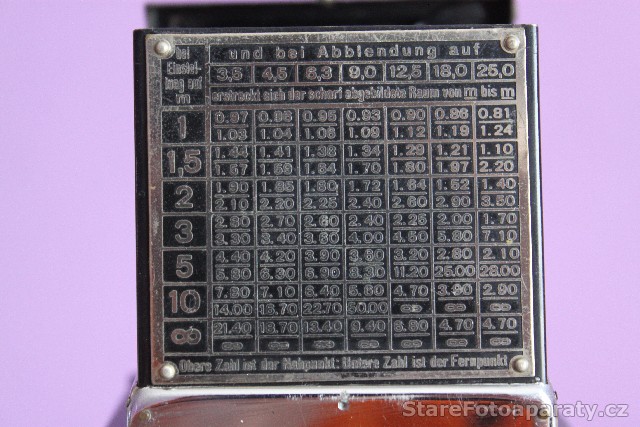 bei und bei Abblendung auf
Einstel-
lung auf 3,5 4,5 6,3 9,0 12,5 18,0 25,0
m erstreckt sich der scharf abgebildete Raum von m bis m
1 0.97 0.96 0.95 0.93 0.90 0.86 0.81
1.03 1.04 1.06 1.09 1.12 1.19 1.24
1,5 1.44 1.41 1.38 1.34 1.29 1.21 1.10
1.57 1.59 1.64 1.70 1.80 1.97 2.20
2 1.90 1.85 1.80 1.72 1.64 1.52 1.40
2.10 2.20 2.25 2.40 2.60 2.90 3.50
3 2.80 2.70 2.60 2.40 2.25 2.00 1.70
3.30 3.40 3.60 4.00 4.50 5.80 7.10
5 4.40 4.20 3.90 3.60 3.20 2.80 2.10
5.80 6.30 6.90 8.30 11.20 25.00 28.00
10 7.80 7.10 6.40 5.60 4.70 3.90 2.90
14.00 15.70 22.70 50.00 ∞ ∞ ∞
∞ 21.40 18.70 13.40 9.40 6.80 4.70 4.70
∞ ∞ ∞ ∞ ∞ ∞ ∞
Obere Zahl ist der Nahpunkt: Untere Zahl ist der Fernpunkt
StareFotoaparaty.cz